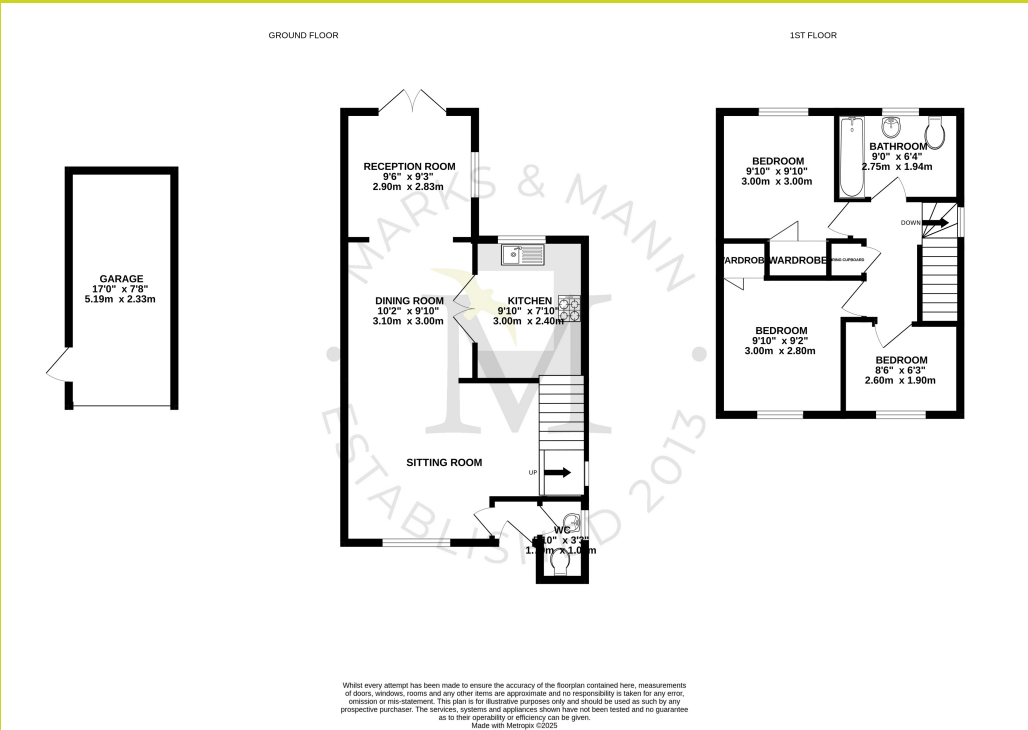 GROUND FLOOR
1ST FLOOR
GARAGE
17'0" x 7'8"
5.19m x 2.33m
RECEPTION ROOM
9'6" x 9'3"
2.90m x 2.83m
DINING ROOM
10'2" x 9'10"
3.10m x 3.00m
KITCHEN
9'10" x 7'10"
3.00m x 2.40m
SITTING ROOM
UP
WC
x 3'3"
BEDROOM
9'10" x 9'10"
3.00m x 3.00m
BATHROOM
9'0" x 6'4"
2.75m x 1.94m
DOWN
WARDROBE
CUPBOARD
BEDROOM
9'10" x 9'2"
3.00m x 2.80m
BEDROOM
8'6" x 6'3"
2.60m x 1.90m
MARKS & MANN
M
ESTABLISHED 2013
Whilst every attempt has been made to ensure the accuracy of the floorplan contained here, measurements
of doors, windows, rooms and any other items are approximate and no responsibility is taken for any error,
omission or mis-statement. This plan is for illustrative purposes only and should be used as such by any
prospective purchaser. The services, systems and appliances shown have not been tested and no guarantee
as to their operability or efficiency can be given.
Made with Metropix ©2025